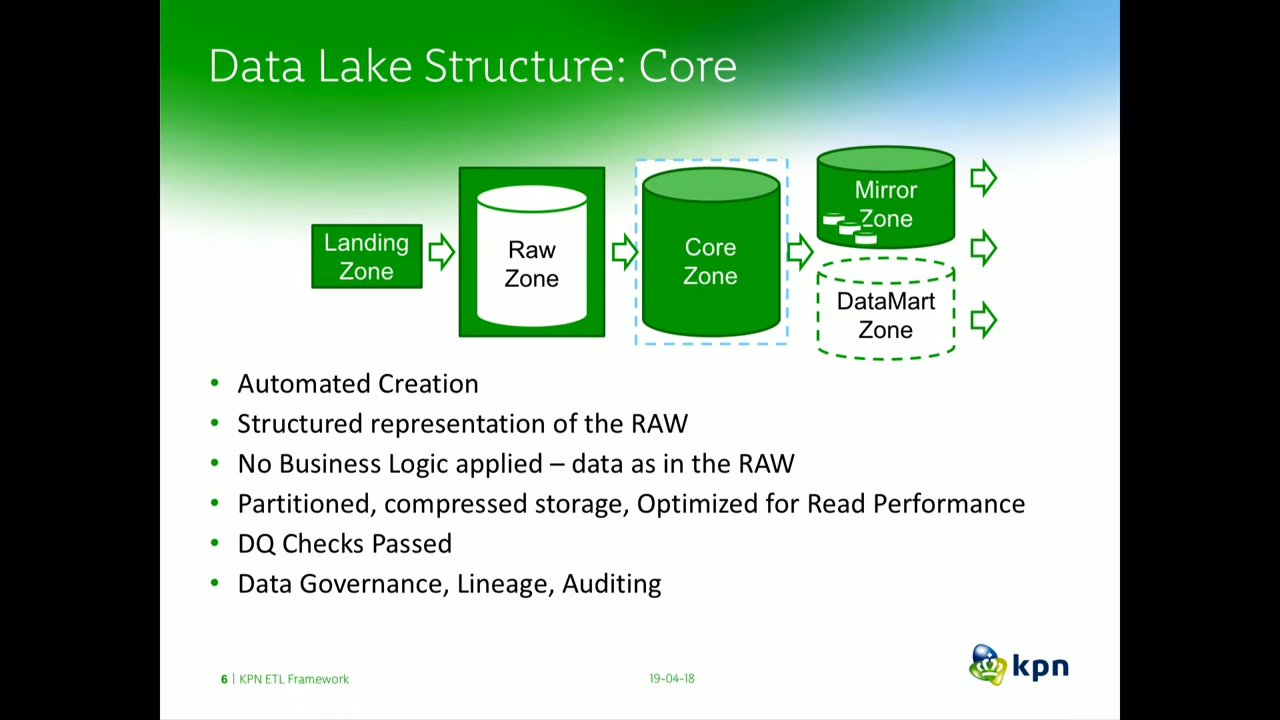 Data Lake Structure: Core
Landing
Zone
Raw
Zone
Core
Zone
Mirror
Zone
DataMart
Zone
• Automated Creation
• Structured representation of the RAW
• No Business Logic applied – data as in the RAW
• Partitioned, compressed storage, Optimized for Read Performance
• DQ Checks Passed
• Data Governance, Lineage, Auditing
6 | KPN ETL Framework
19-04-18
kpn